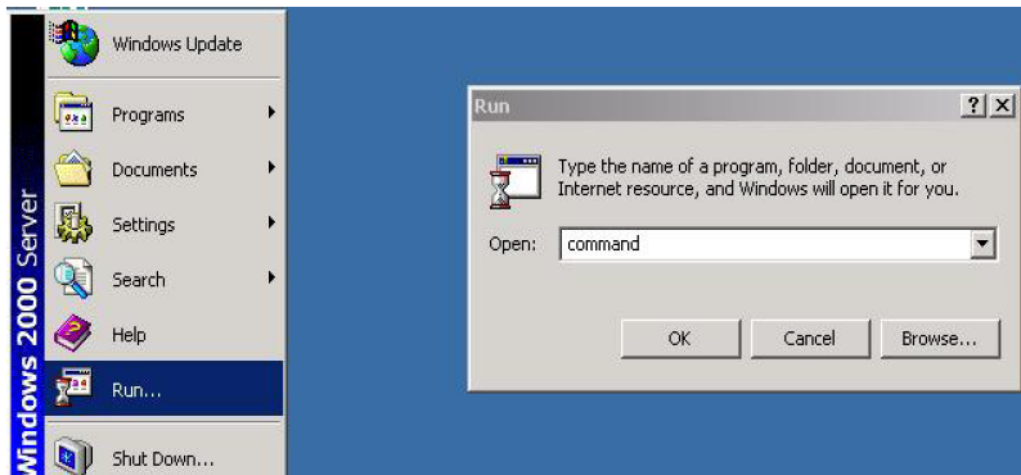 Windows 2000 Server
Windows Update
Programs
Documents
Settings
Search
Help
Run...
Shut Down...
Run
Type the name of a program, folder, document, or
Internet resource, and Windows will open it for you.
Open: command
OK Cancel Browse...